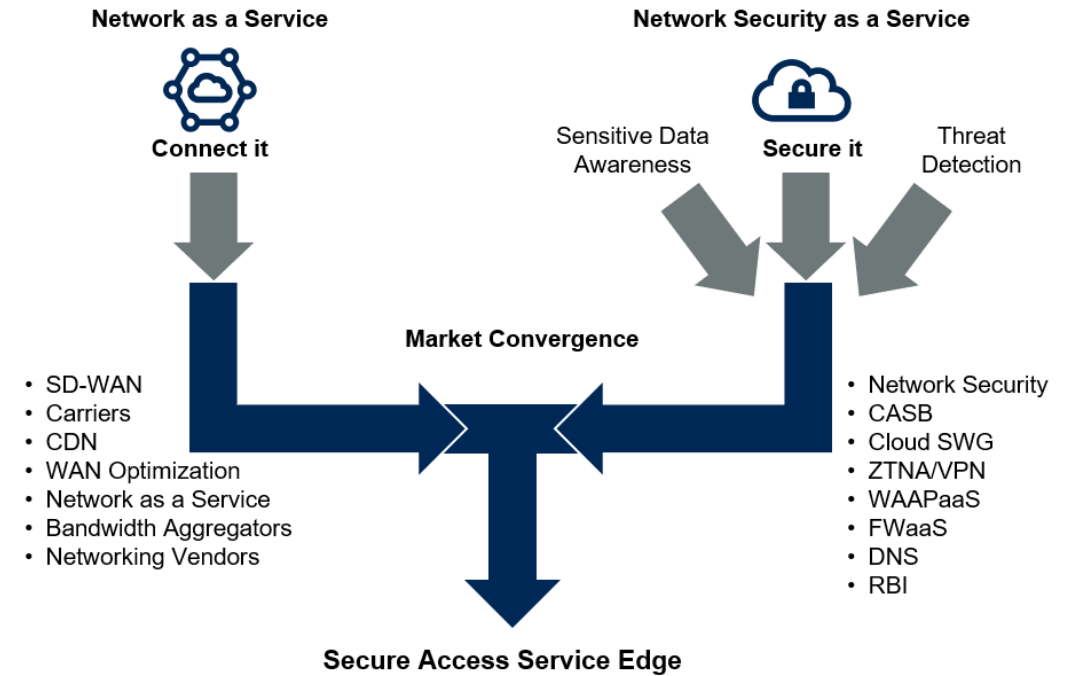 Network as a Service
Network Security as a Service
Connect it
Sensitive Data
Awareness
Secure it
Threat
Detection
Market Convergence
• SD-WAN
• Carriers
• CDN
• WAN Optimization
• Network as a Service
• Bandwidth Aggregators
• Networking Vendors
• Network Security
• CASB
• Cloud SWG
• ZTNA/VPN
• WAAPaaS
• FWaaS
• DNS
• RBI
Secure Access Service Edge